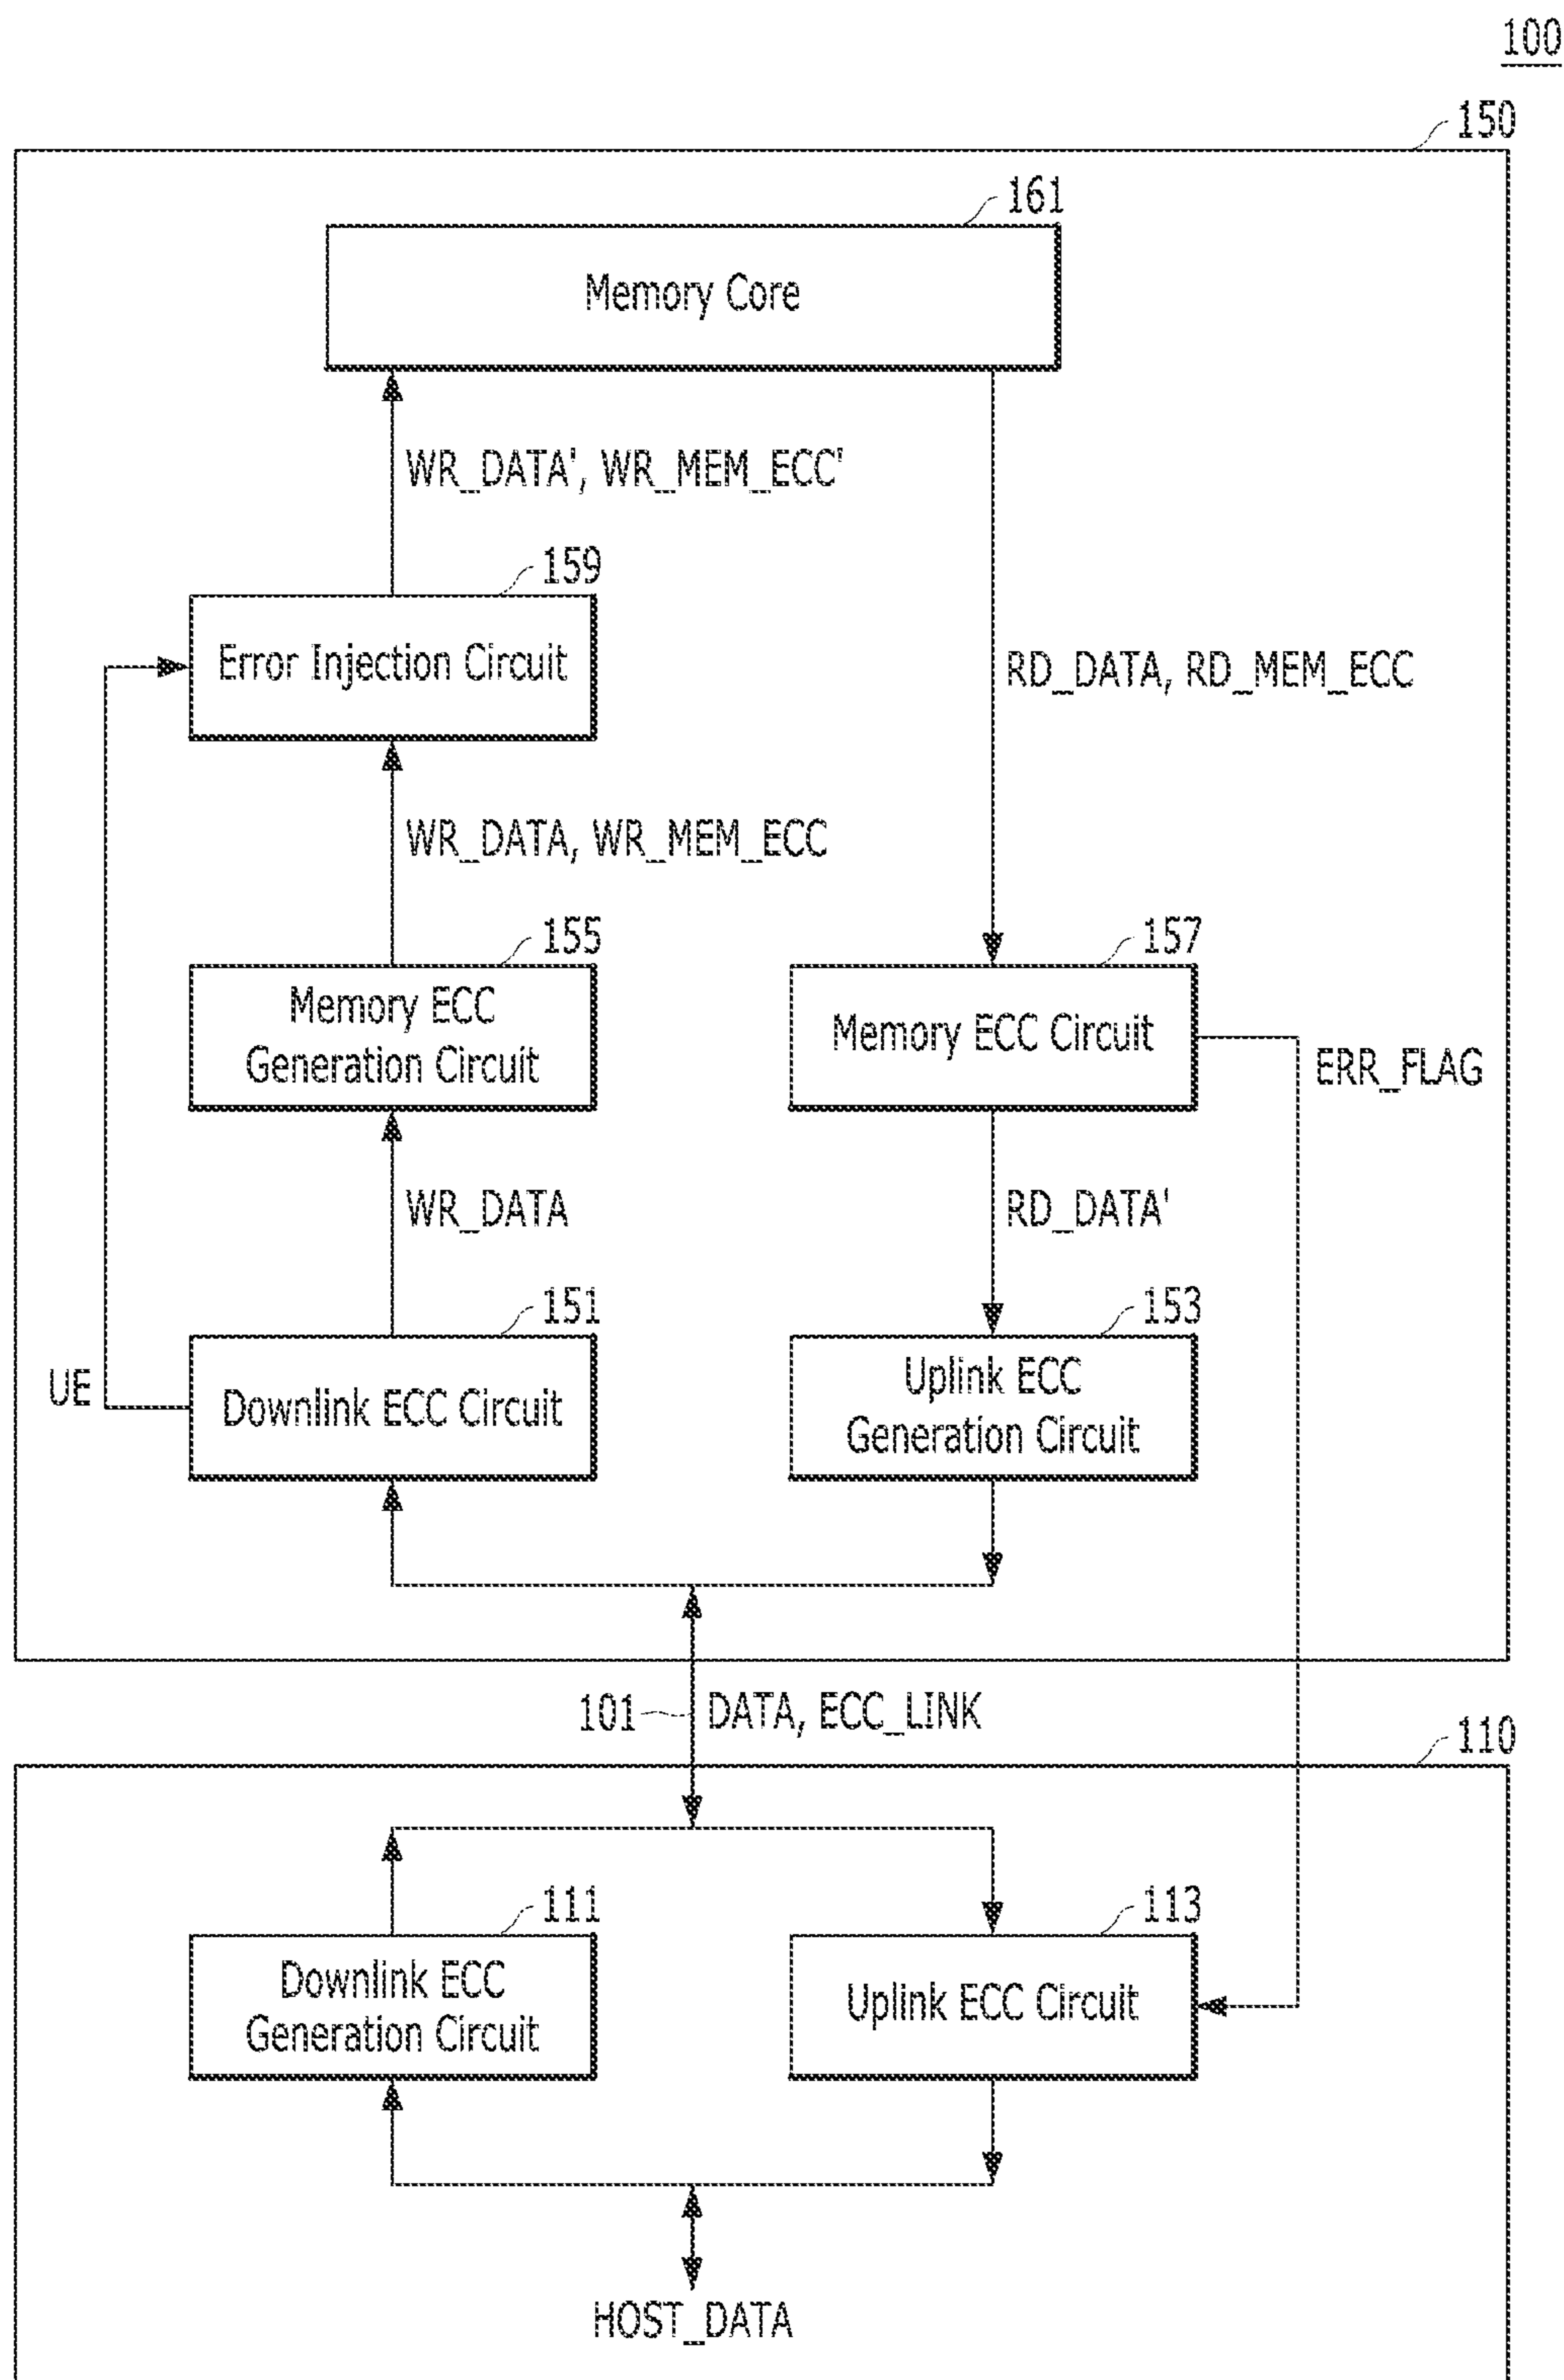 100
150
161
Memory Core
WR_DATA', WR_MEM_ECC'
159
Error Injection Circuit
RD_DATA, RD_MEM_ECC
WR_DATA, WR_MEM_ECC
155
157
Memory ECC
Generation Circuit
Memory ECC Circuit
ERR_FLAG
WR_DATA
RD_DATA'
151
153
UE
Downlink ECC Circuit
Uplink ECC
Generation Circuit
101
DATA, ECC_LINK
110
111
113
Downlink ECC
Generation Circuit
Uplink ECC Circuit
HOST_DATA